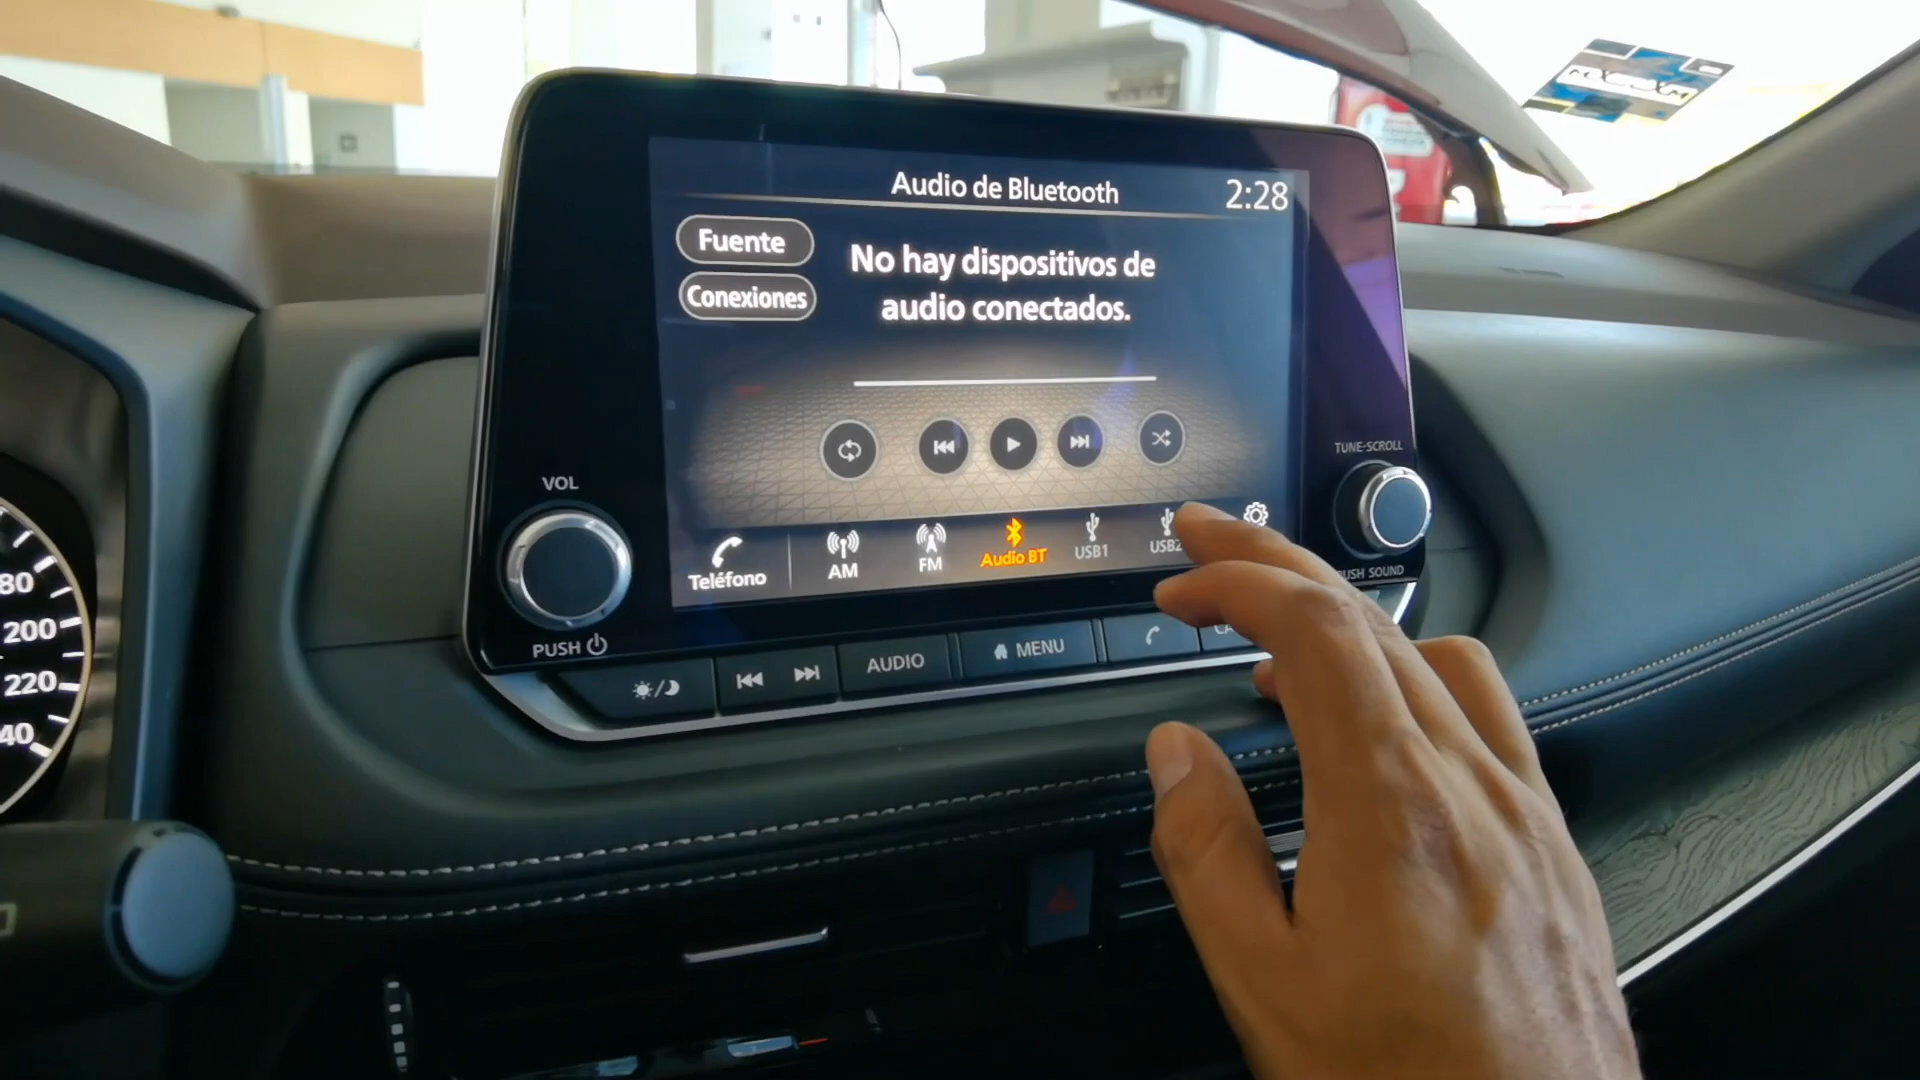 Audio de Bluetooth
2:28
Fuente
Conexiones
No hay dispositivos de
audio conectados.
VOL
PUSH
TUNE·SCROLL
PUSH SOUND
Teléfono
AM
FM
Audio BT
USB1
USB2
AUDIO
MENU
80
200
220
40